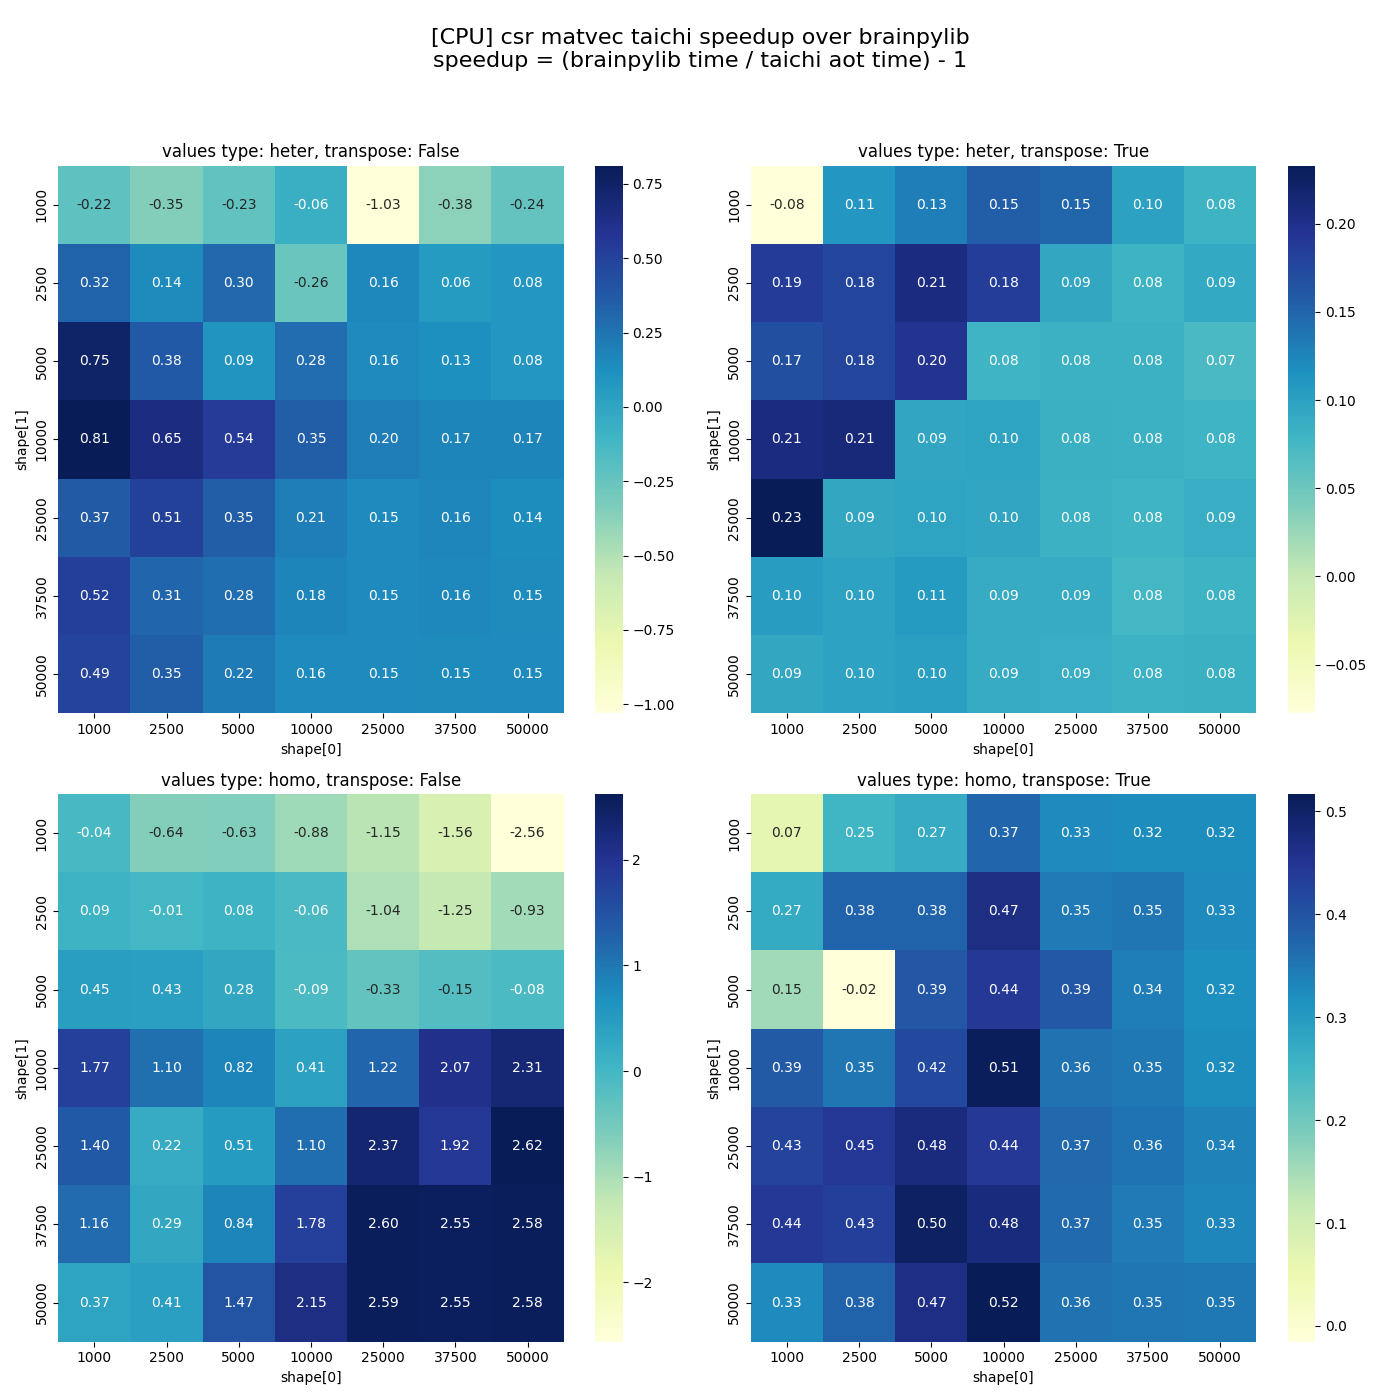 [CPU] csr matvec taichi speedup over brainpylib
speedup = (brainpylib time / taichi aot time) - 1
values type: heter, transpose: False
1000 -0.22 -0.35 -0.23 -0.06 -1.03 -0.38 -0.24
2500 0.32 0.14 0.30 -0.26 0.16 0.06 0.08
5000 0.75 0.38 0.09 0.28 0.16 0.13 0.08
10000 0.81 0.65 0.54 0.35 0.20 0.17 0.17
25000 0.37 0.51 0.35 0.21 0.15 0.16 0.14
37500 0.52 0.31 0.28 0.18 0.15 0.16 0.15
50000 0.49 0.35 0.22 0.16 0.15 0.15 0.15
1000 2500 5000 10000 25000 37500 50000
shape[0]
shape[1]
0.75
0.50
0.25
0.00
−0.25
−0.50
−0.75
−1.00
values type: heter, transpose: True
1000 -0.08 0.11 0.13 0.15 0.15 0.10 0.08
2500 0.19 0.18 0.21 0.18 0.09 0.08 0.09
5000 0.17 0.18 0.20 0.08 0.08 0.08 0.07
10000 0.21 0.21 0.09 0.10 0.08 0.08 0.08
25000 0.23 0.09 0.10 0.10 0.08 0.08 0.09
37500 0.10 0.10 0.11 0.09 0.09 0.08 0.08
50000 0.09 0.10 0.10 0.09 0.09 0.08 0.08
1000 2500 5000 10000 25000 37500 50000
shape[0]
shape[1]
0.20
0.15
0.10
0.05
0.00
−0.05
values type: homo, transpose: False
1000 -0.04 -0.64 -0.63 -0.88 -1.15 -1.56 -2.56
2500 0.09 -0.01 0.08 -0.06 -1.04 -1.25 -0.93
5000 0.45 0.43 0.28 -0.09 -0.33 -0.15 -0.08
10000 1.77 1.10 0.82 0.41 1.22 2.07 2.31
25000 1.40 0.22 0.51 1.10 2.37 1.92 2.62
37500 1.16 0.29 0.84 1.78 2.60 2.55 2.58
50000 0.37 0.41 1.47 2.15 2.59 2.55 2.58
1000 2500 5000 10000 25000 37500 50000
shape[0]
shape[1]
2
1
0
−1
−2
values type: homo, transpose: True
1000 0.07 0.25 0.27 0.37 0.33 0.32 0.32
2500 0.27 0.38 0.38 0.47 0.35 0.35 0.33
5000 0.15 -0.02 0.39 0.44 0.39 0.34 0.32
10000 0.39 0.35 0.42 0.51 0.36 0.35 0.32
25000 0.43 0.45 0.48 0.44 0.37 0.36 0.34
37500 0.44 0.43 0.50 0.48 0.37 0.35 0.33
50000 0.33 0.38 0.47 0.52 0.36 0.35 0.35
1000 2500 5000 10000 25000 37500 50000
shape[0]
shape[1]
0.5
0.4
0.3
0.2
0.1
0.0